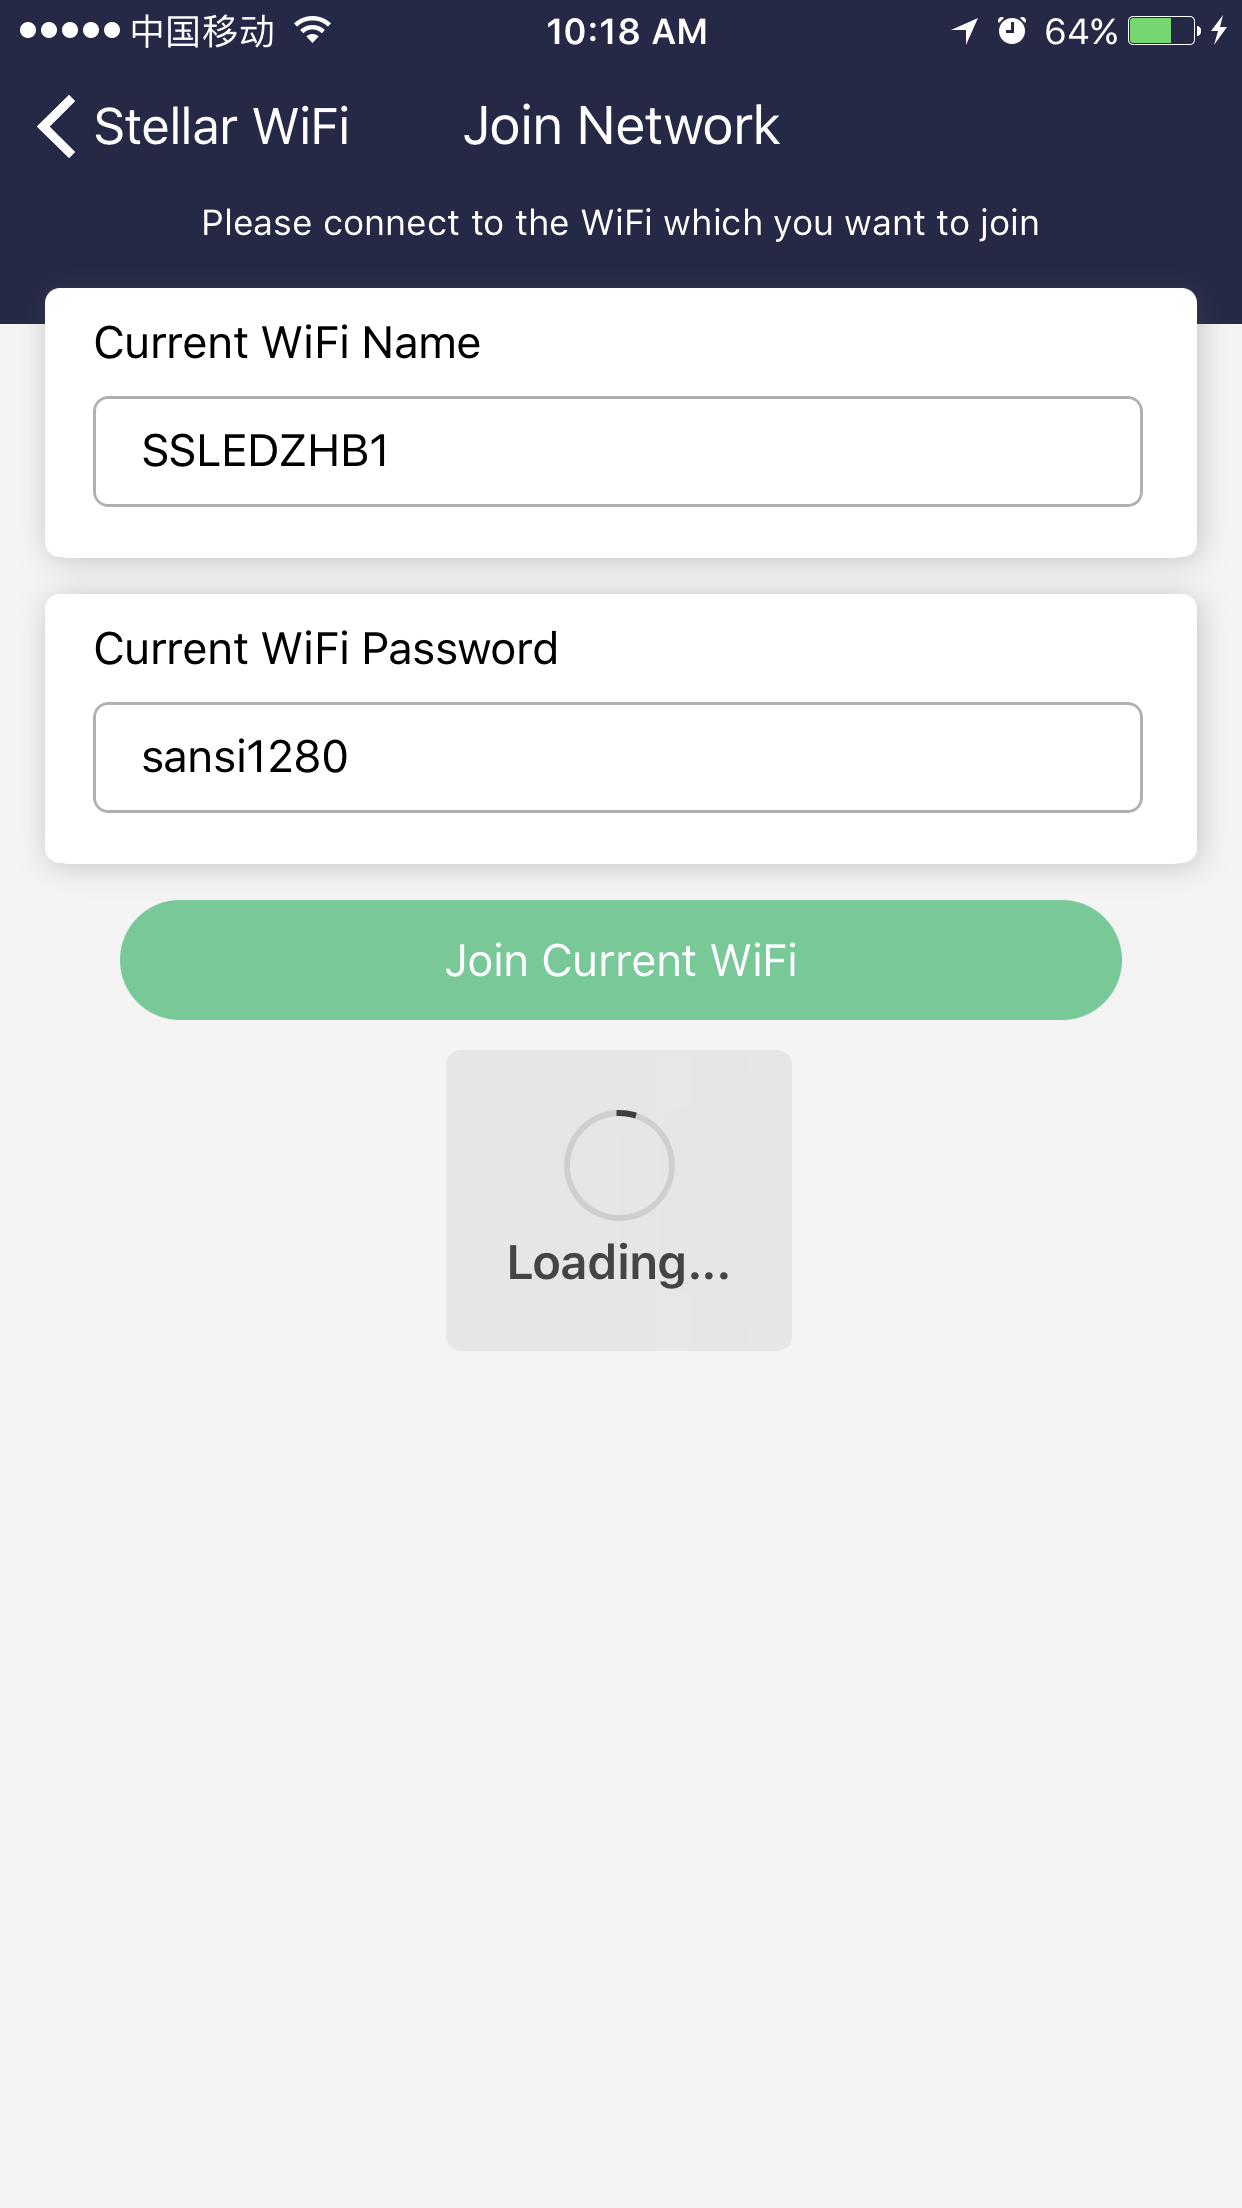 中国移动 10:18 AM 64%
Stellar WiFi Join Network
Please connect to the WiFi which you want to join
Current WiFi Name
SSLEDZHB1
Current WiFi Password
sansi1280
Join Current WiFi
Loading...